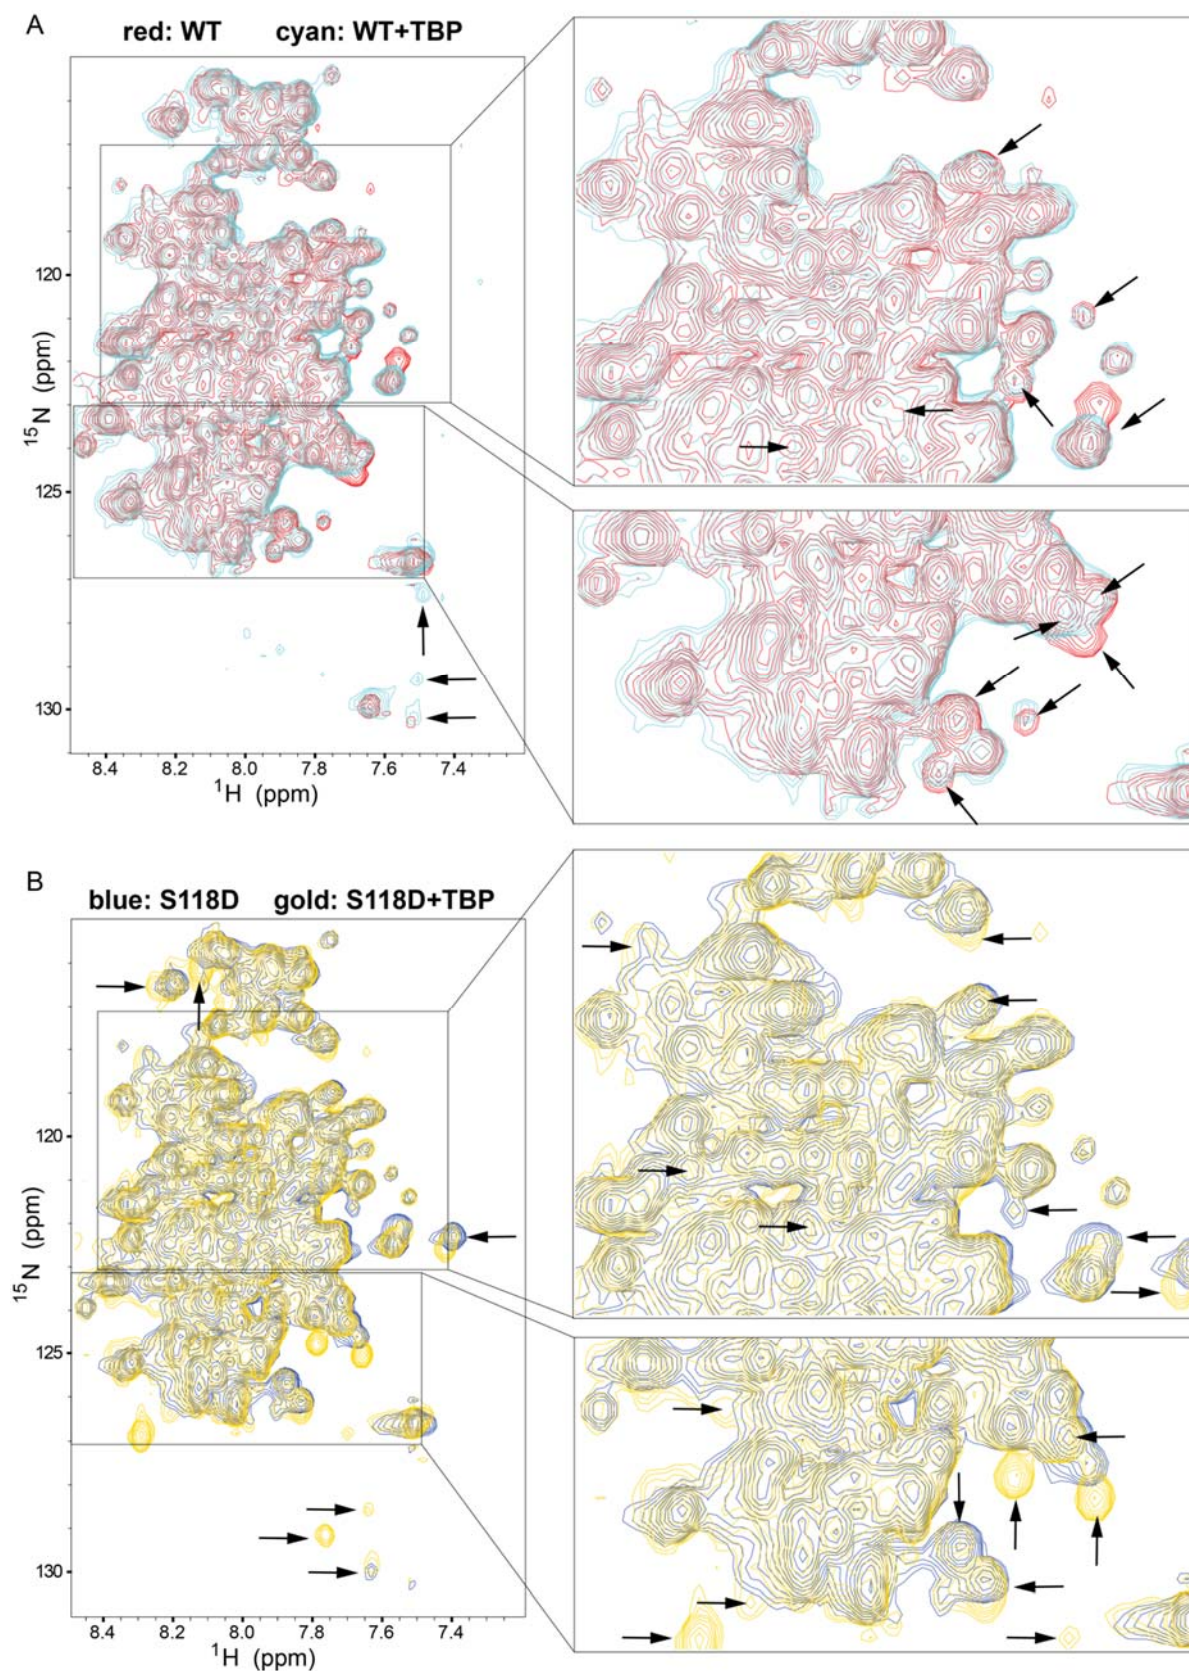 A
red: WT cyan: WT+TBP
120
125
130
15N (ppm)
8.4 8.2 8.0 7.8 7.6 7.4
1H (ppm)
B
blue: S118D gold: S118D+TBP
120
125
130
15N (ppm)
8.4 8.2 8.0 7.8 7.6 7.4
1H (ppm)